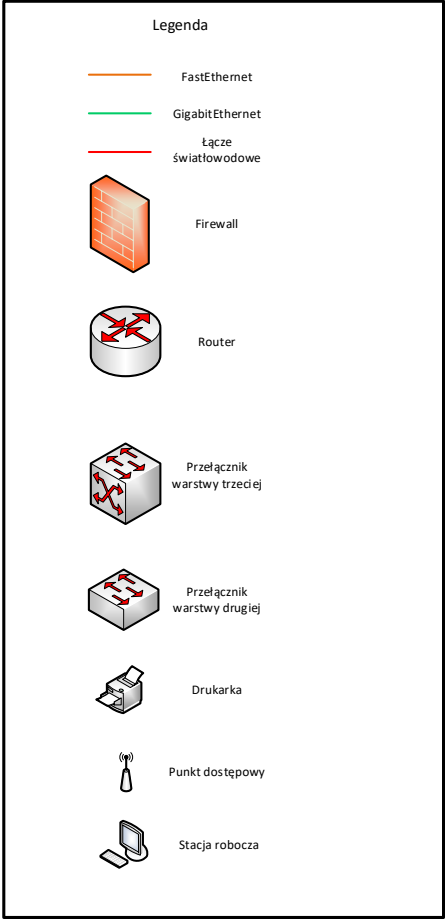 Legenda
FastEthernet
GigabitEthernet
Łącze
światłowodowe
Firewall
Router
Przełącznik
warstwy trzeciej
Przełącznik
warstwy drugiej
Drukarka
Punkt dostępowy
Stacja robocza